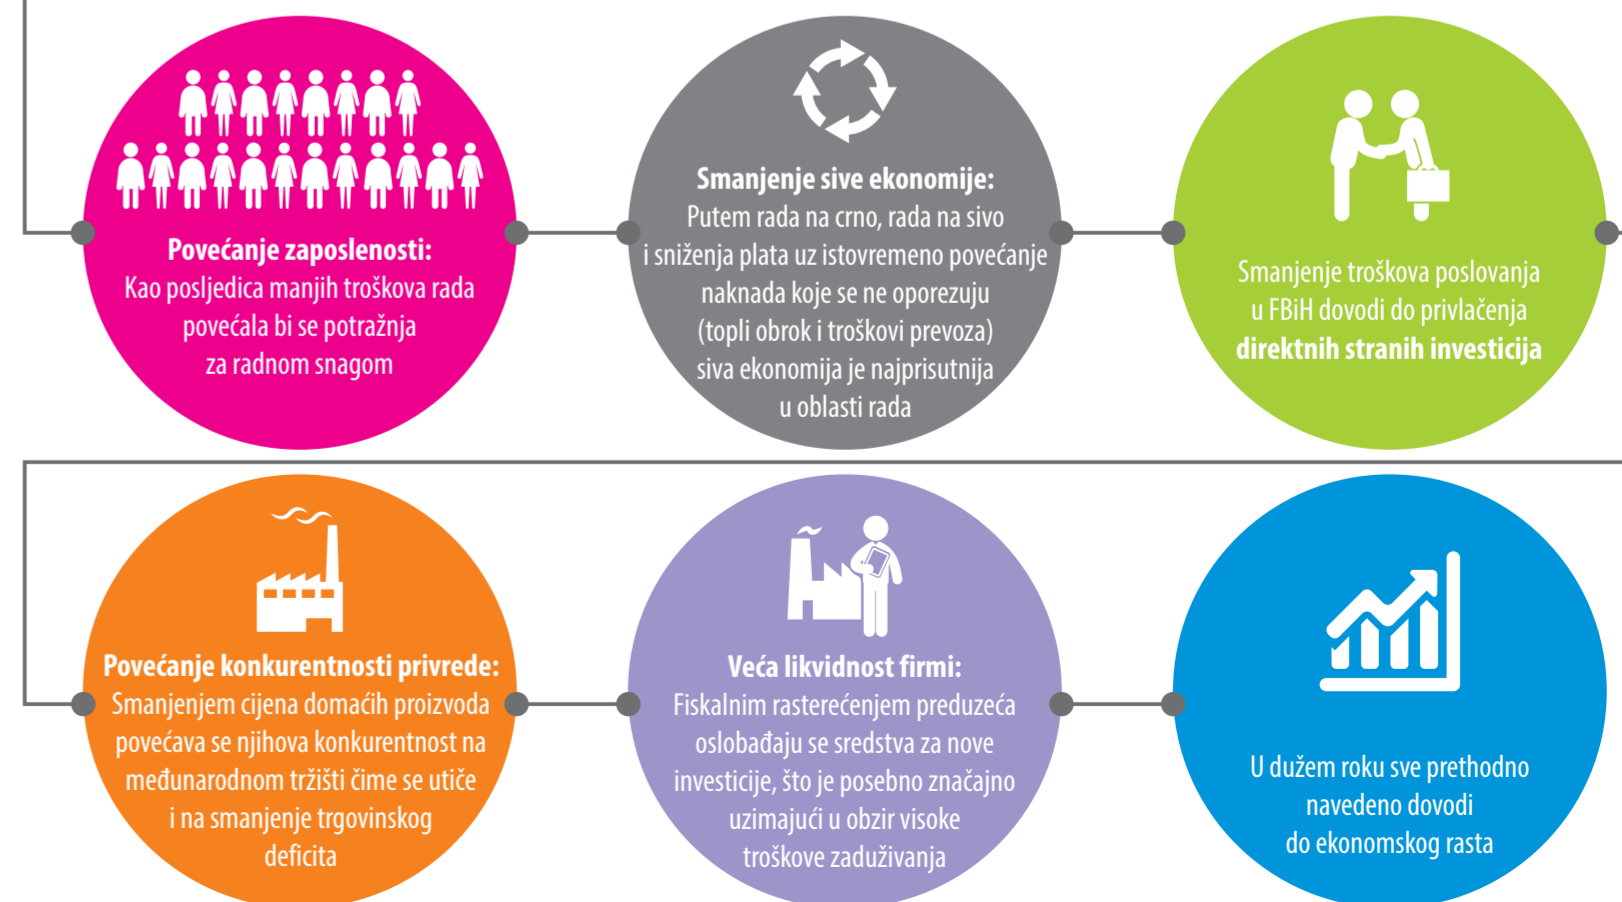 Povećanje zaposlenosti:
Kao posljedica manjih troškova rada
povećala bi se potražnja
za radnom snagom
Smanjenje sive ekonomije:
Putem rada na crno, rada na sivo
i sniženja plata uz istovremeno povećanje
naknada koje se ne oporezuju
(topli obrok i troškovi prevoza)
siva ekonomija je najprisutnija
u oblasti rada
Smanjenje troškova poslovanja
u FBiH dovodi do privlačenja
direktnih stranih investicija
Povećanje konkurentnosti privrede:
Smanjenjem cijena domaćih proizvoda
povećava se njihova konkurentnost na
međunarodnom tržišti čime se utiče
i na smanjenje trgovinskog
deficita
Veća likvidnost firmi:
Fiskalnim rasterećenjem preduzeća
oslobađaju se sredstva za nove
investicije, što je posebno značajno
uzimajući u obzir visoke
troškove zaduživanja
U dužem roku sve prethodno
navedeno dovodi
do ekonomskog rasta